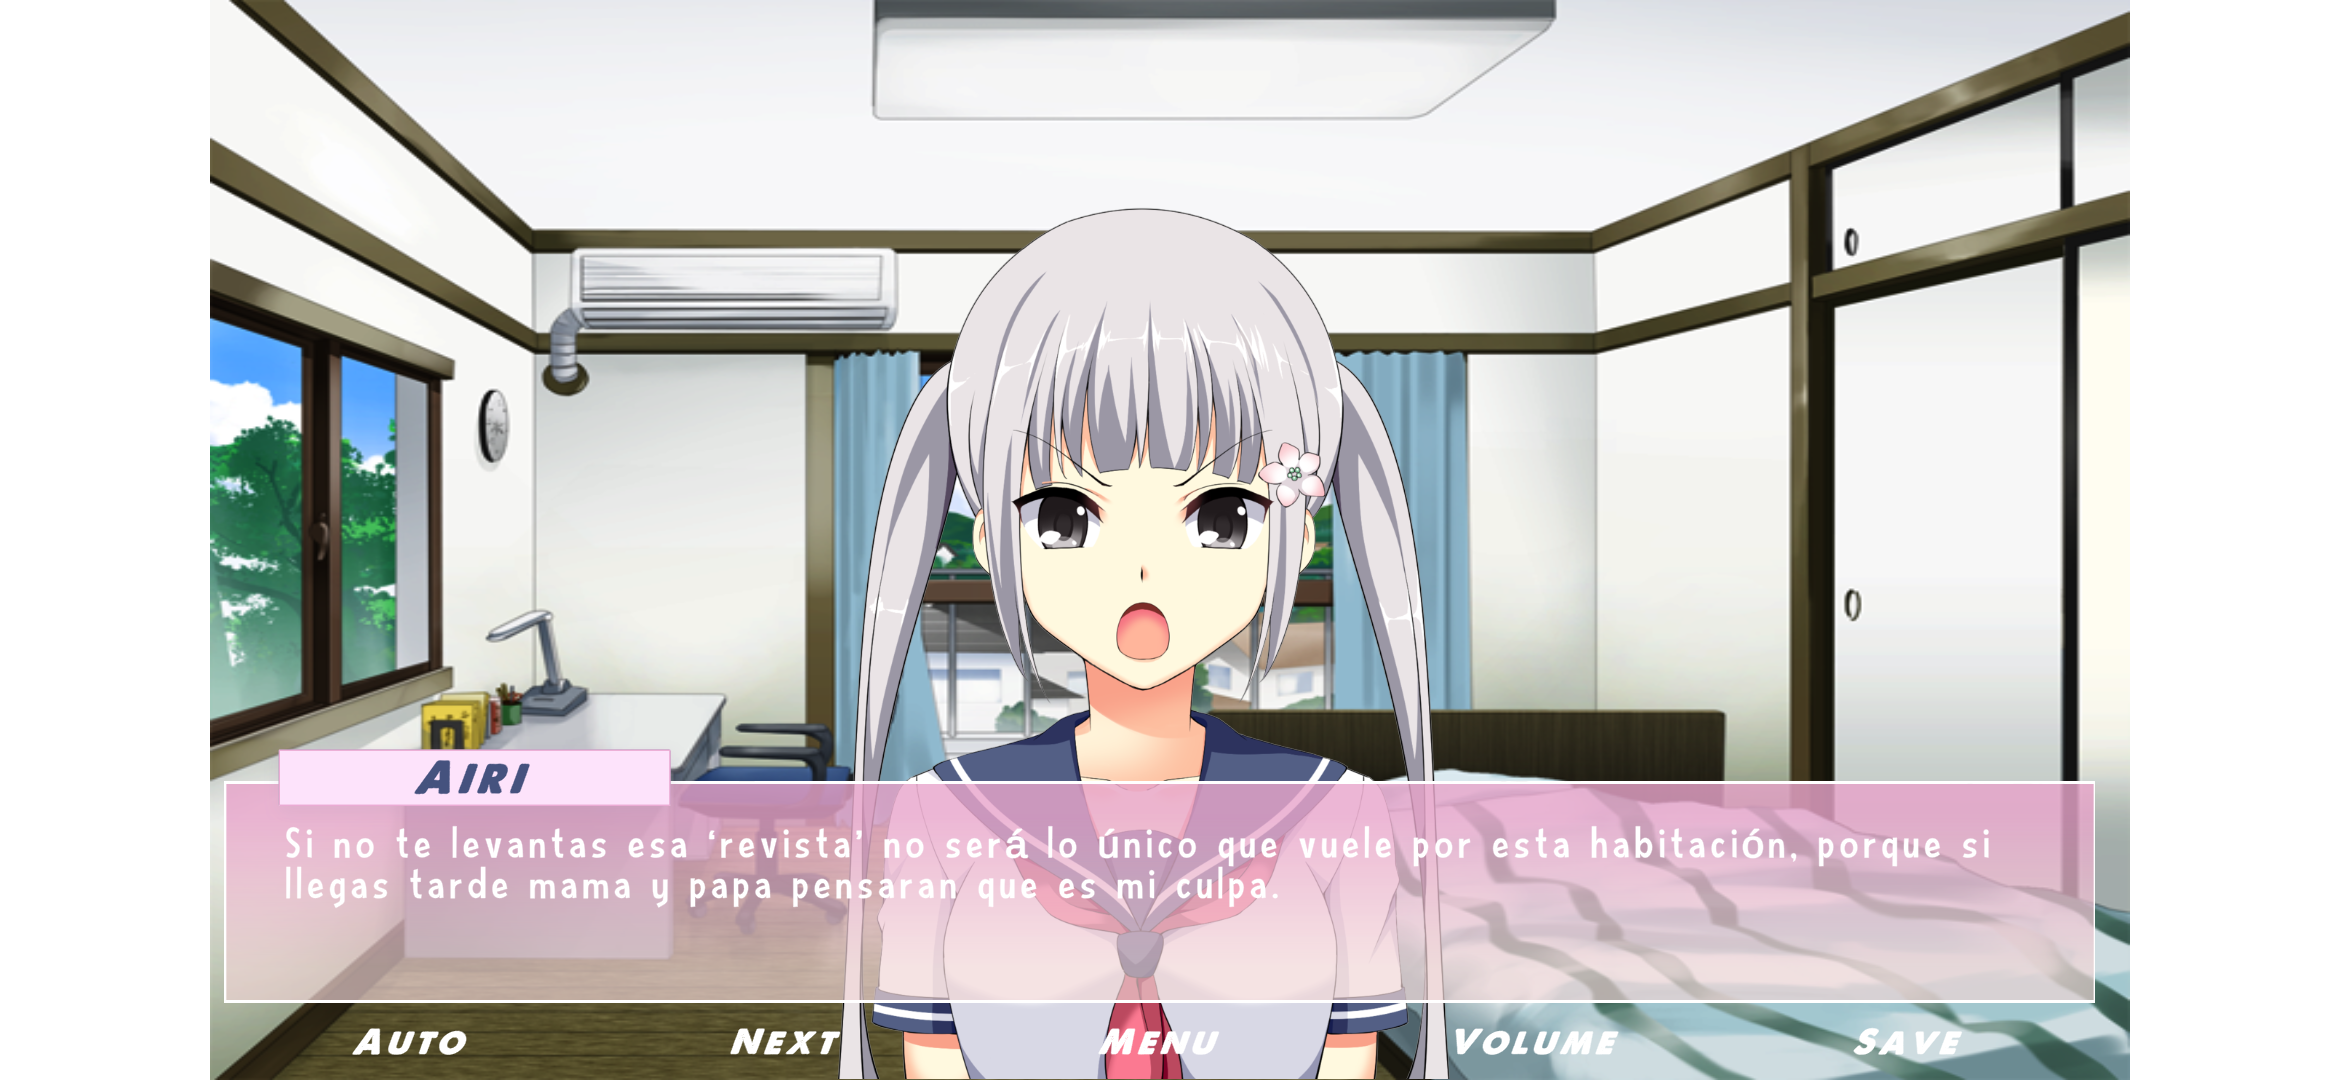 AIRI
Si no te levantas esa ‘revista’ no será lo único que vuele por esta habitación, porque si
llegas tarde mama y papa pensaran que es mi culpa.
AUTO NEXT MENU VOLUME SAVE